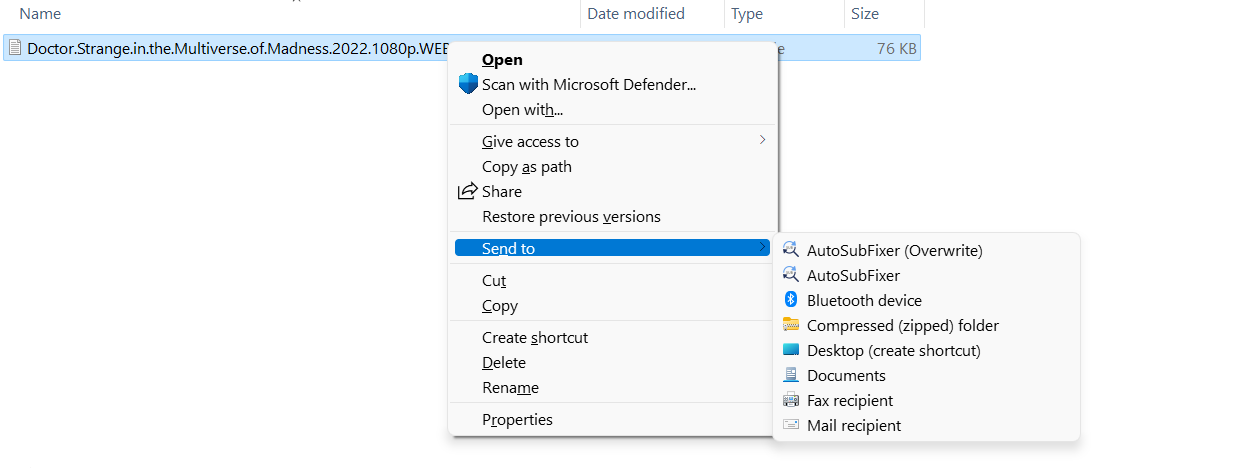 Name Date modified Type Size
Doctor.Strange.in.the.Multiverse.of.Madness.2022.1080p.WEB 76 KB
Open
Scan with Microsoft Defender...
Open with...
Give access to
Copy as path
Share
Restore previous versions
Send to
AutoSubFixer (Overwrite)
AutoSubFixer
Cut
Bluetooth device
Copy
Compressed (zipped) folder
Create shortcut
Desktop (create shortcut)
Delete
Documents
Rename
Fax recipient
Properties
Mail recipient